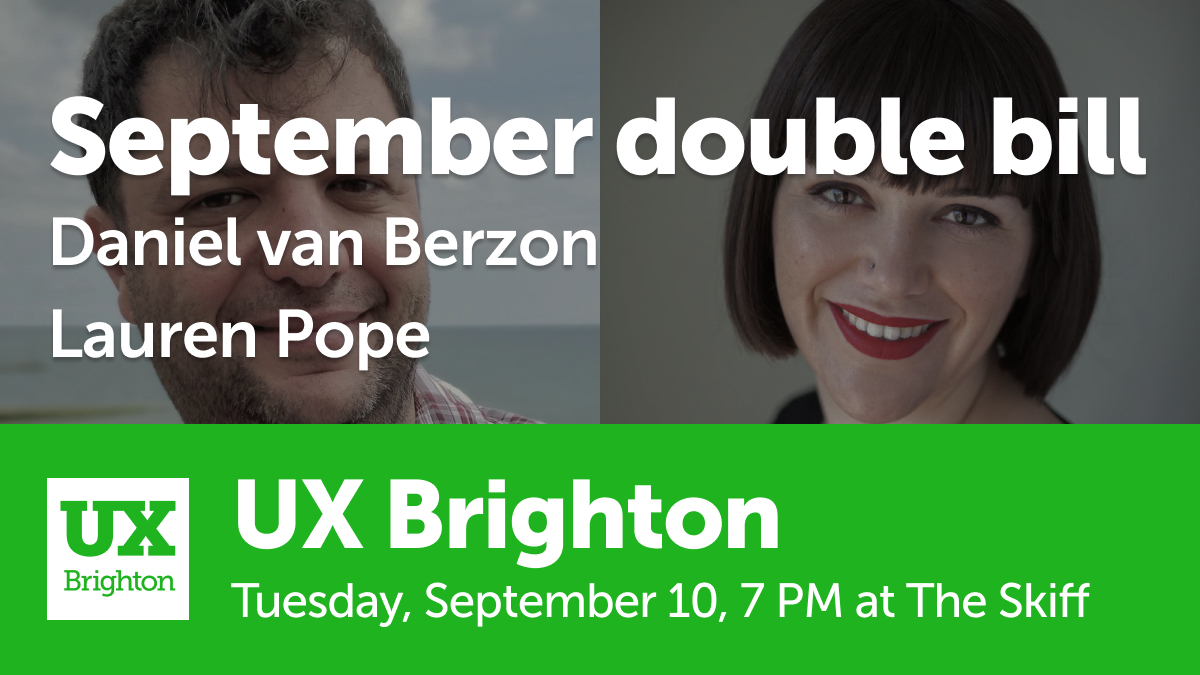 September double bill
Daniel van Berzon
Lauren Pope
UX
Brighton
UX Brighton
Tuesday, September 10, 7 PM at The Skiff